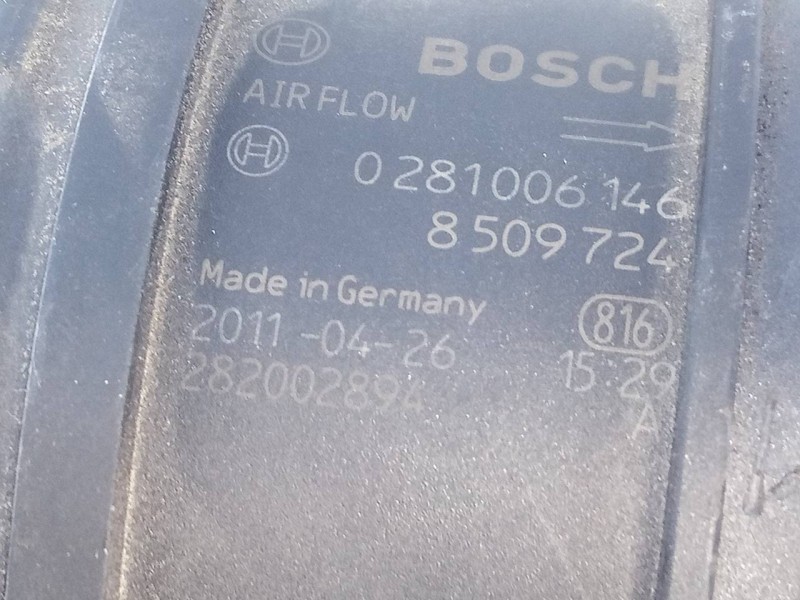 BOSCH
AIR FLOW
0 281 006 146
8 509 724
Made in Germany
2011-04-26
816
282002894
15:29
A